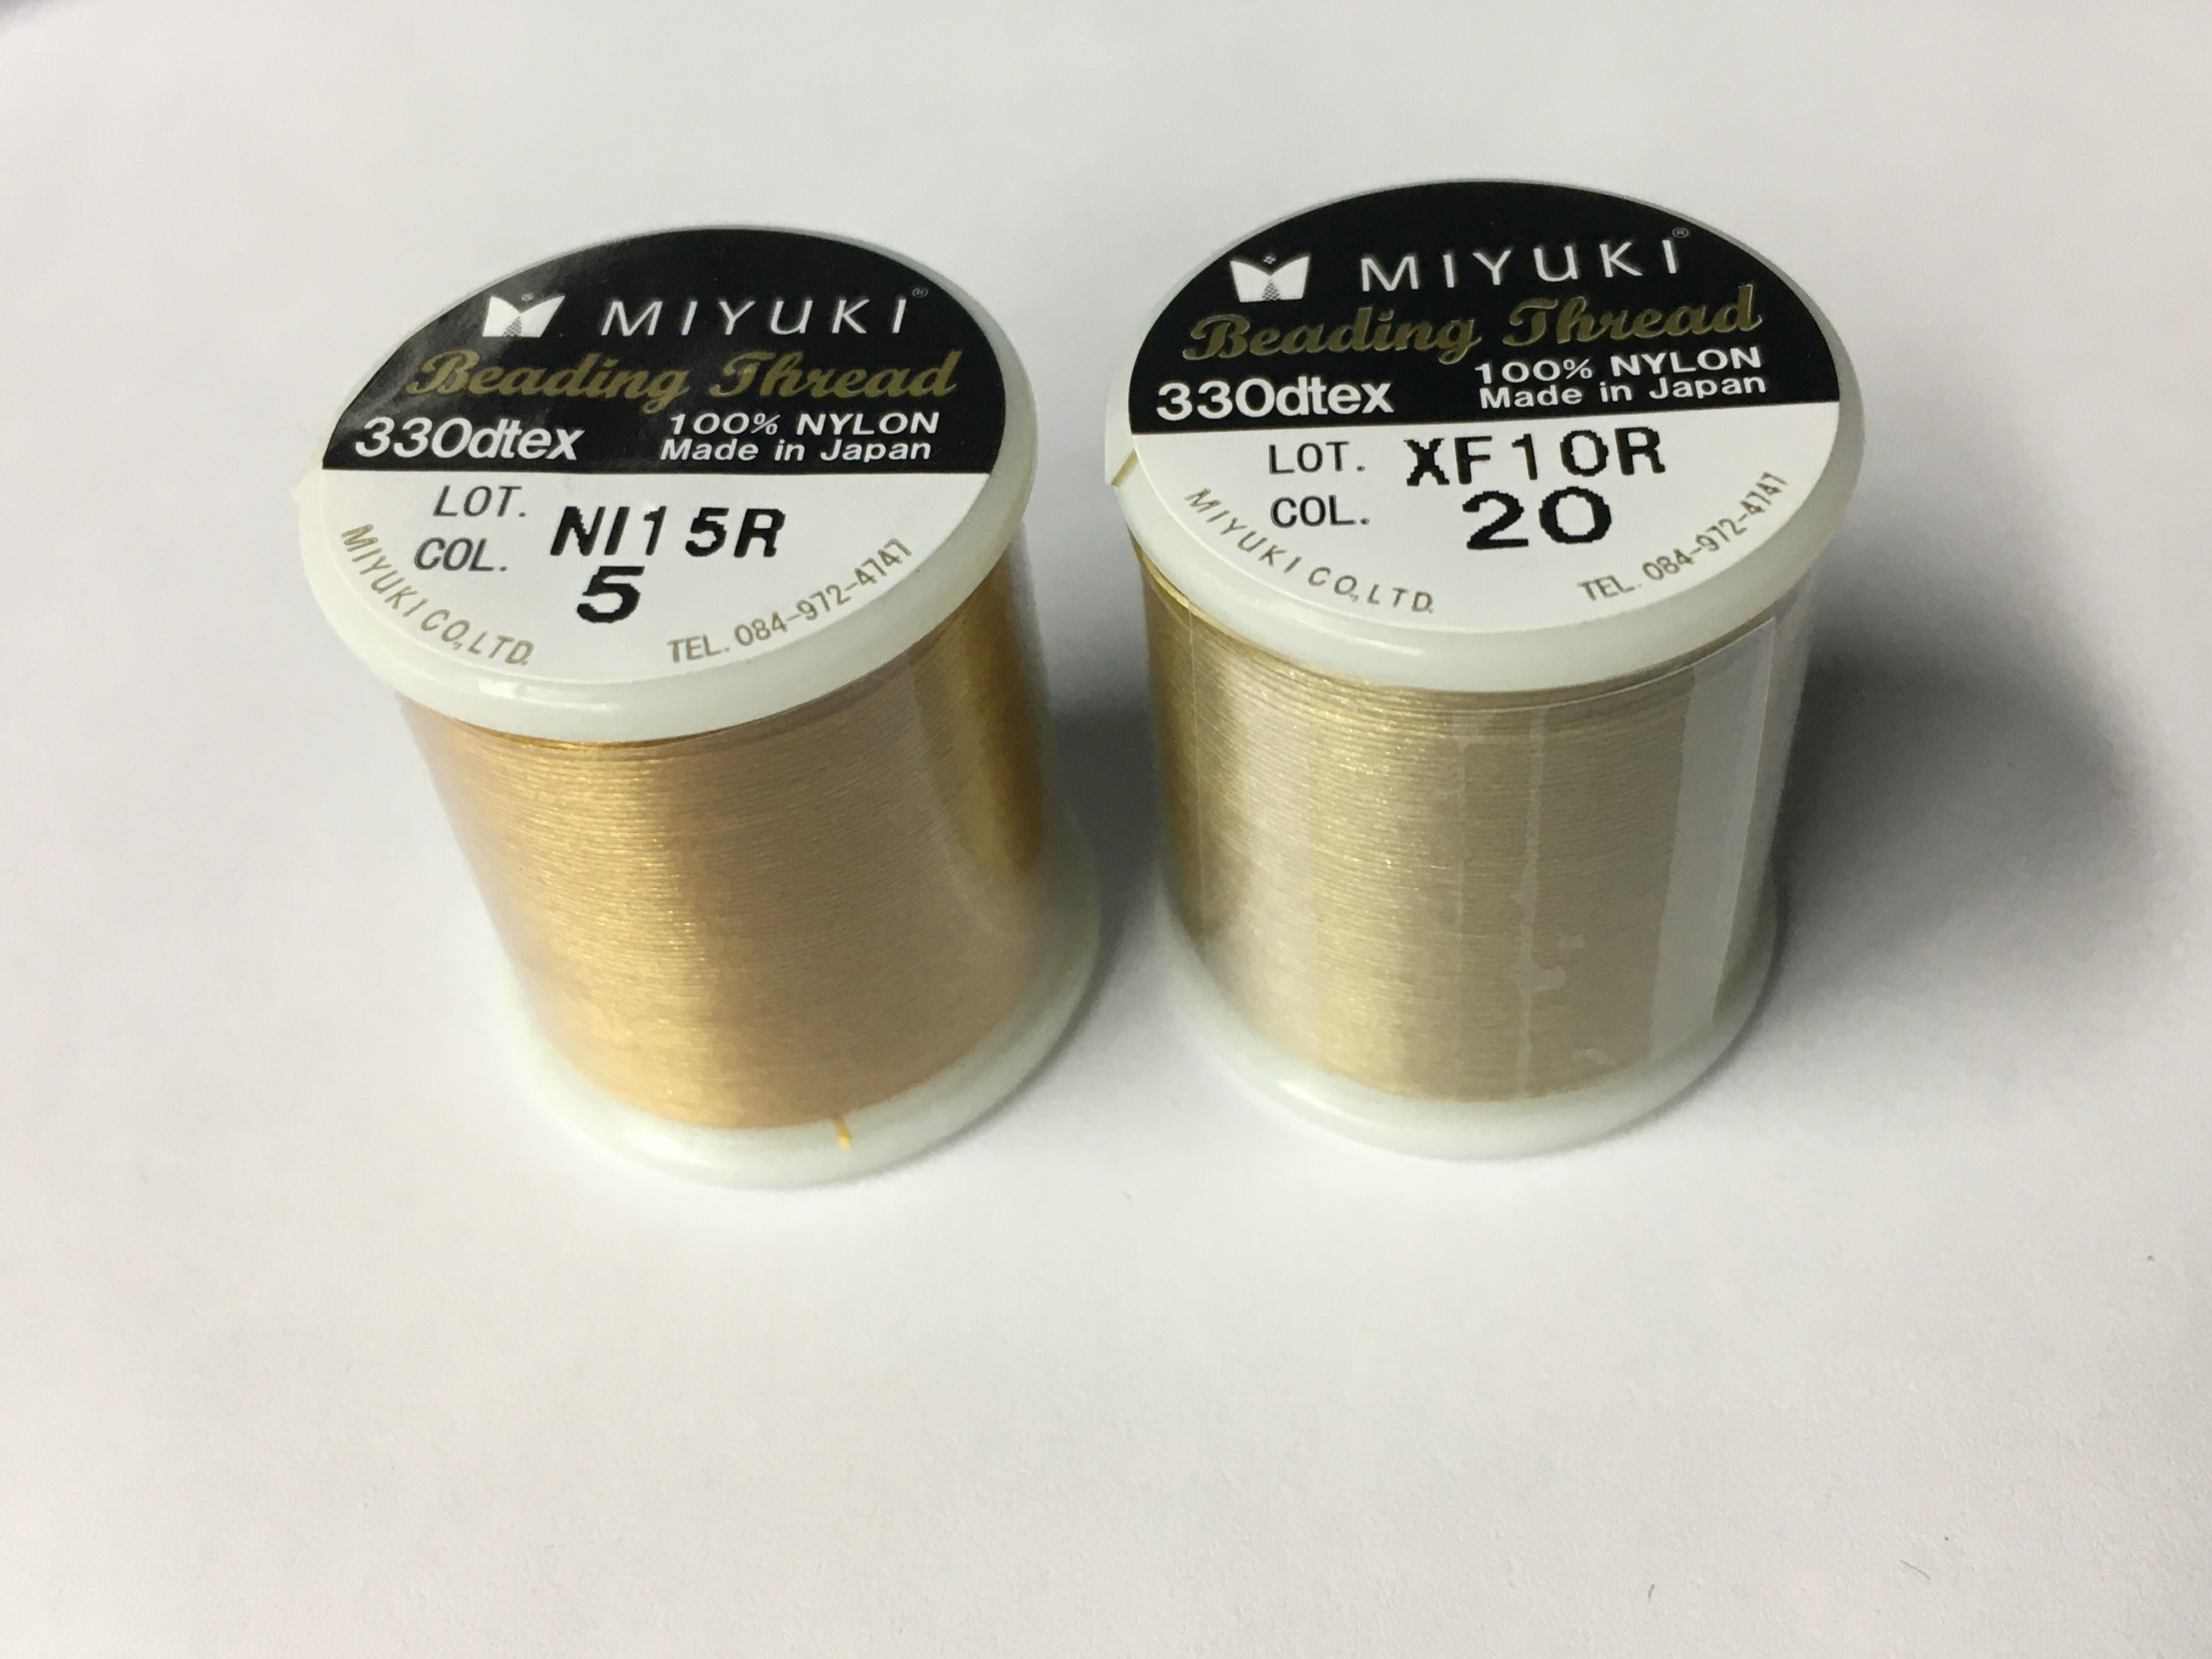 MIYUKI®
Beading Thread
330dtex
100% NYLON
Made in Japan
LOT. NI15R
COL. 5
MIYUKI CO,.LTD.
TEL. 084-972-4747
MIYUKI®
Beading Thread
330dtex
100% NYLON
Made in Japan
LOT. XF10R
COL. 20
MIYUKI CO,.LTD.
TEL. 084-972-4747